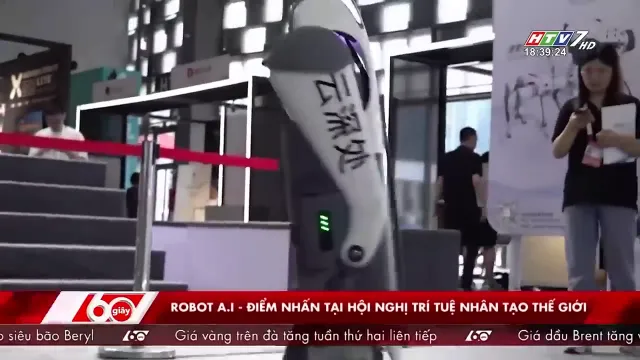 HTV7 HD
18:39:24
X
云深处
60 giây
ROBOT A.I - ĐIỂM NHẤN TẠI HỘI NGHỊ TRÍ TUỆ NHÂN TẠO THẾ GIỚI
o siêu bão Beryl 60 Giá vàng trên đà tăng tuần thứ hai liên tiếp 60 Giá dầu Brent tăng